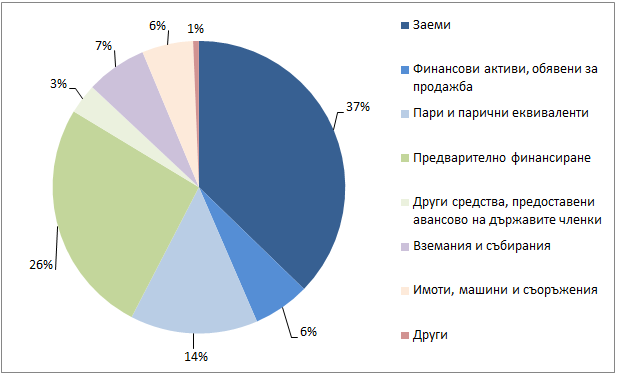 6%
1%
7%
3%
37%
26%
14%
6%
Заеми
Финансови активи, обявени за
продажба
Пари и парични еквиваленти
Предварително финансиране
Други средства, предоставени
авансово на държавите членки
Вземания и събирания
Имоти, машини и съоръжения
Други